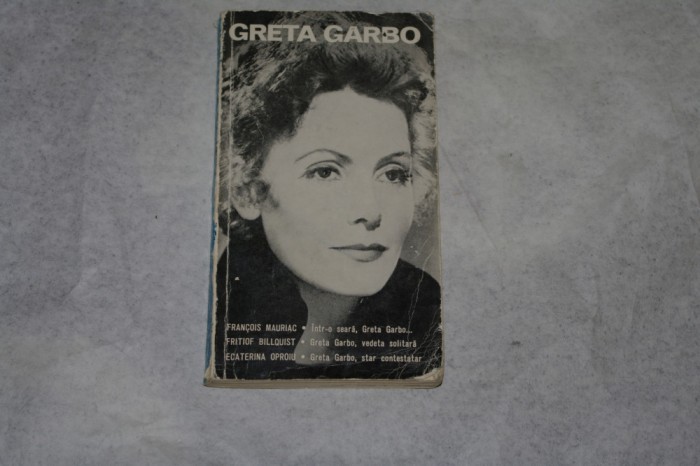 GRETA GARBO
FRANÇOIS MAURIAC • Într-o seară, Greta Garbo...
FRITIOF BILLQUIST • Greta Garbo, vedeta solitară
ECATERINA OPROIU • Greta Garbo, star contestatar